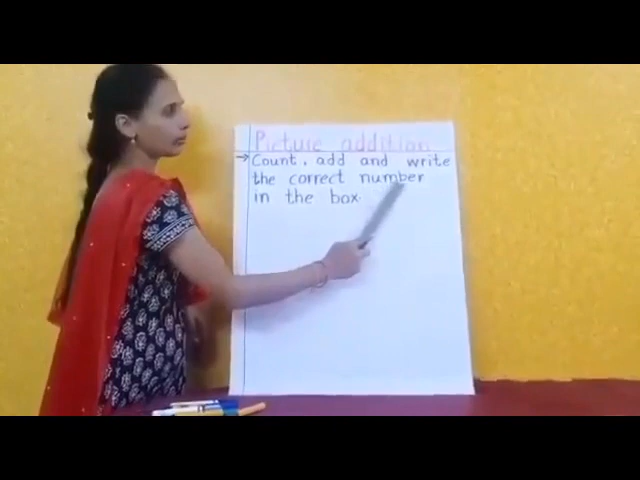 Picture addition
→ Count, add and write
the correct number
in the box.